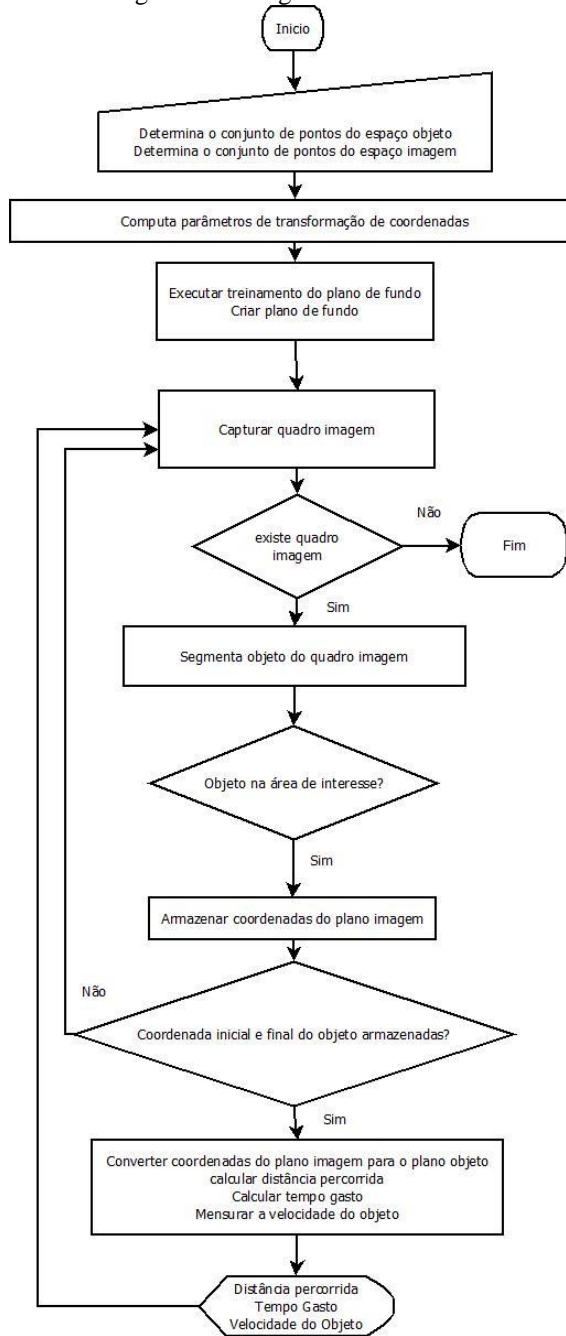 Inicio
Determina o conjunto de pontos do espaço objeto
Determina o conjunto de pontos do espaço imagem
Computa parâmetros de transformação de coordenadas
Executar treinamento do plano de fundo
Criar plano de fundo
Capturar quadro imagem
existe quadro
imagem
Não
Fim
Sim
Segmenta objeto do quadro imagem
Objeto na área de interesse?
Sim
Armazenar coordenadas do plano imagem
Não
Coordenada inicial e final do objeto armazenadas?
Sim
Converter coordenadas do plano imagem para o plano objeto
calcular distância percorrida
Calcular tempo gasto
Mensurar a velocidade do objeto
Distância percorrida
Tempo Gasto
Velocidade do Objeto